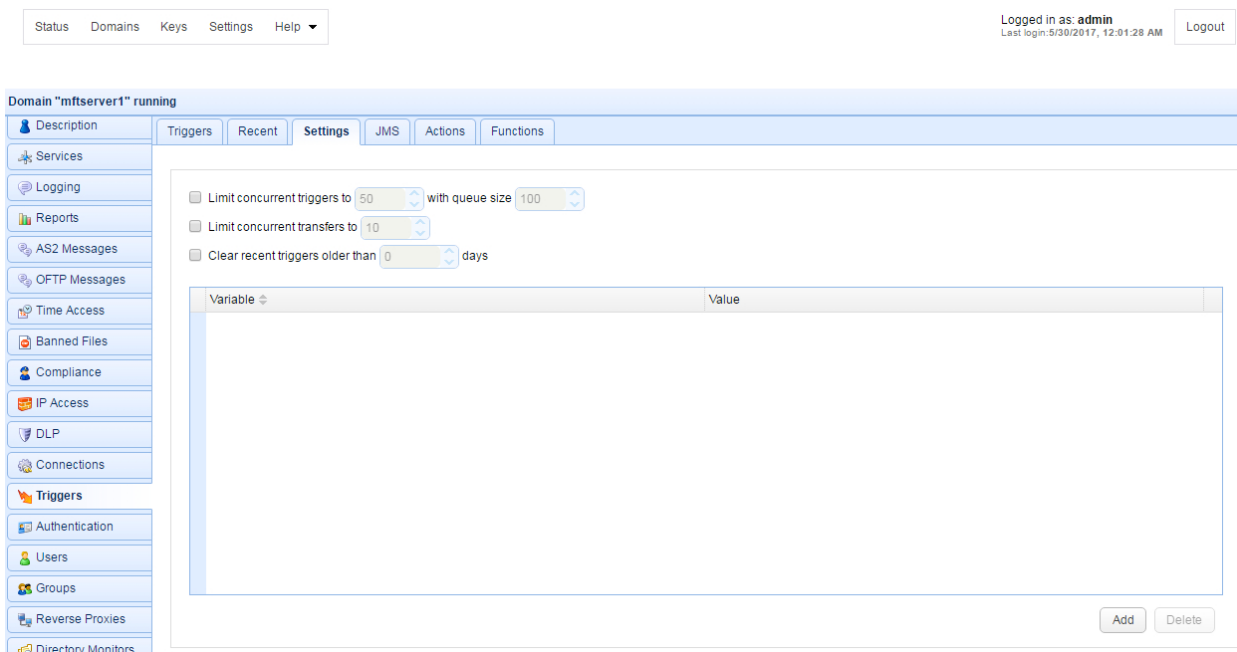 Status Domains Keys Settings Help
Logged in as: admin
Last login:5/30/2017, 12:01:28 AM
Logout
Domain "mftserver1" running
Description
Services
Logging
Reports
AS2 Messages
OFTP Messages
Time Access
Banned Files
Compliance
IP Access
DLP
Connections
Triggers
Authentication
Users
Groups
Reverse Proxies
Directory Monitors
Triggers Recent Settings JMS Actions Functions
Limit concurrent triggers to 50 with queue size 100
Limit concurrent transfers to 10
Clear recent triggers older than 0 days
Variable Value
Add Delete